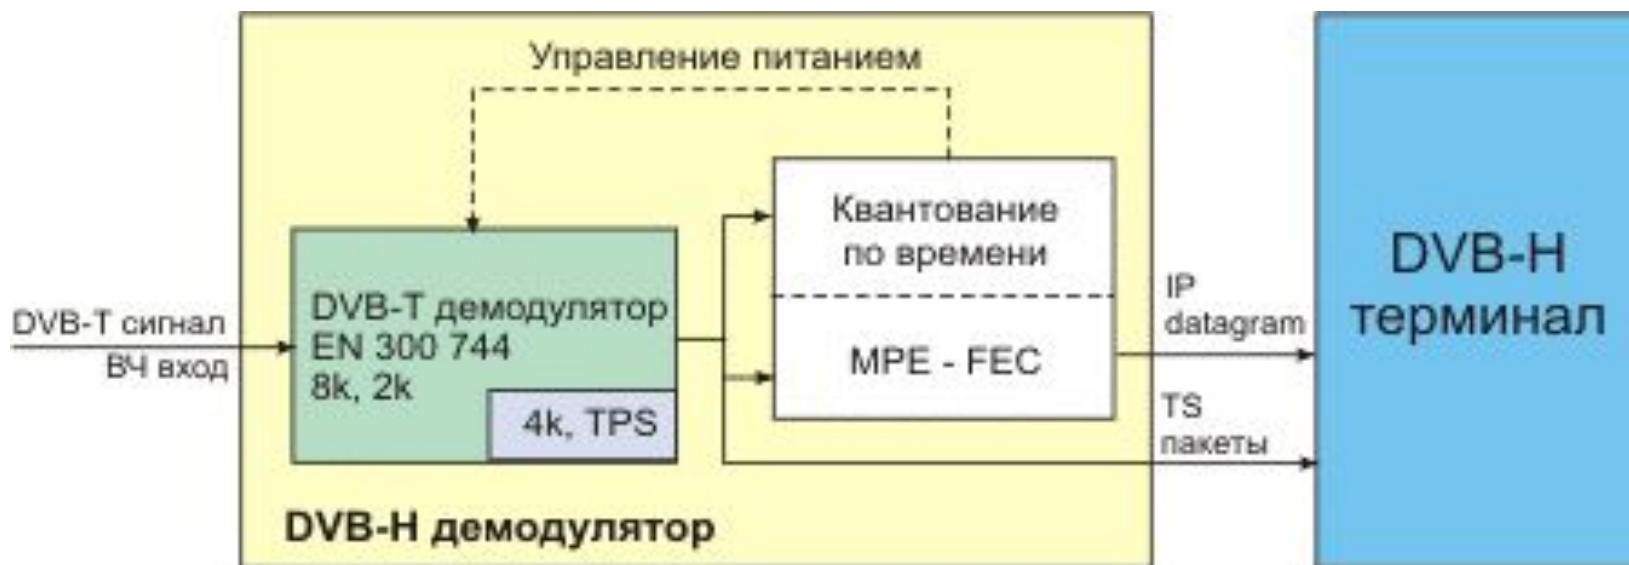 Управление питанием
Квантование
по времени
MPE - FEC
DVB-T демодулятор
EN 300 744
8k, 2k
4k, TPS
DVB-T сигнал
ВЧ вход
IP
datagram
TS
пакеты
DVB-H
терминал
DVB-H демодулятор